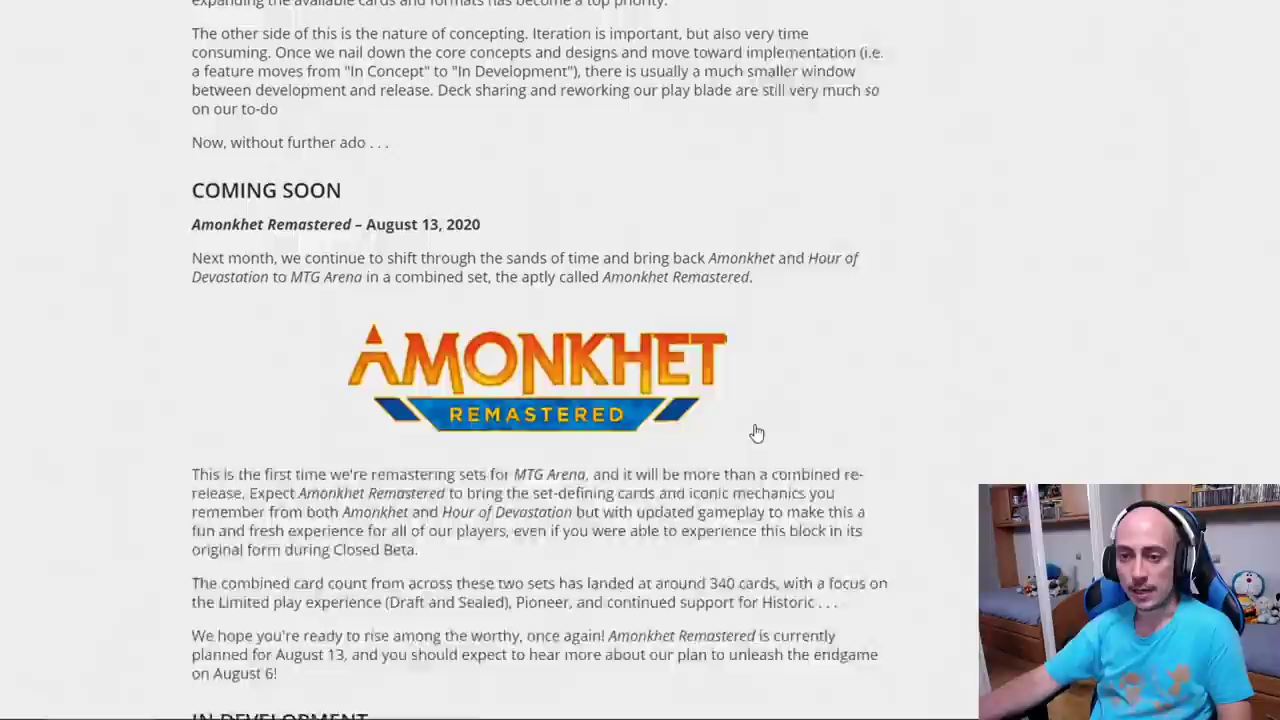 expanding the available cards and formats has become a top priority.
The other side of this is the nature of concepting. Iteration is important, but also very time
consuming. Once we nail down the core concepts and designs and move toward implementation (i.e.
a feature moves from "In Concept" to "In Development"), there is usually a much smaller window
between development and release. Deck sharing and reworking our play blade are still very much so
on our to-do
Now, without further ado . . .
COMING SOON
Amonkhet Remastered – August 13, 2020
Next month, we continue to shift through the sands of time and bring back Amonkhet and Hour of
Devastation to MTG Arena in a combined set, the aptly called Amonkhet Remastered.
AMONKHET
REMASTERED
This is the first time we're remastering sets for MTG Arena, and it will be more than a combined re-
release. Expect Amonkhet Remastered to bring the set-defining cards and iconic mechanics you
remember from both Amonkhet and Hour of Devastation but with updated gameplay to make this a
fun and fresh experience for all of our players, even if you were able to experience this block in its
original form during Closed Beta.
The combined card count from across these two sets has landed at around 340 cards, with a focus on
the Limited play experience (Draft and Sealed), Pioneer, and continued support for Historic . . .
We hope you're ready to rise among the worthy, once again! Amonkhet Remastered is currently
planned for August 13, and you should expect to hear more about our plan to unleash the endgame
on August 6!
IN DEVELOPMENT